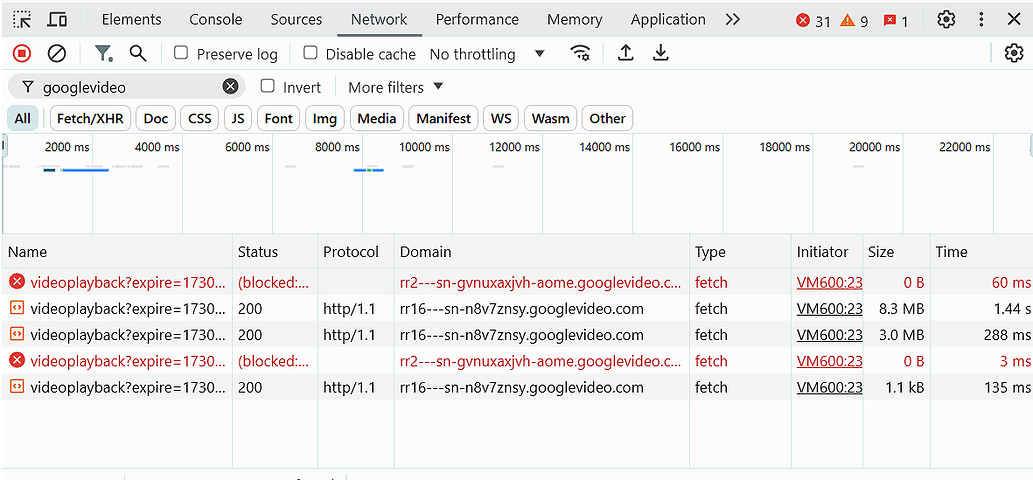 Elements Console Sources Network Performance Memory Application 31 9 1
Preserve log Disable cache No throttling
googlevideo Invert More filters
All Fetch/XHR Doc CSS JS Font Img Media Manifest WS Wasm Other
2000 ms 4000 ms 6000 ms 8000 ms 10000 ms 12000 ms 14000 ms 16000 ms 18000 ms 20000 ms 22000 ms
Name Status Protocol Domain Type Initiator Size Time
videoplayback?expire=1730... (blocked:... rr2---sn-gvnuxaxjvh-aome.googlevideo.c... fetch VM600:23 0 B 60 ms
videoplayback?expire=1730... 200 http/1.1 rr16---sn-n8v7znsy.googlevideo.com fetch VM600:23 8.3 MB 1.44 s
videoplayback?expire=1730... 200 http/1.1 rr16---sn-n8v7znsy.googlevideo.com fetch VM600:23 3.0 MB 288 ms
videoplayback?expire=1730... (blocked:... rr2---sn-gvnuxaxjvh-aome.googlevideo.c... fetch VM600:23 0 B 3 ms
videoplayback?expire=1730... 200 http/1.1 rr16---sn-n8v7znsy.googlevideo.com fetch VM600:23 1.1 kB 135 ms